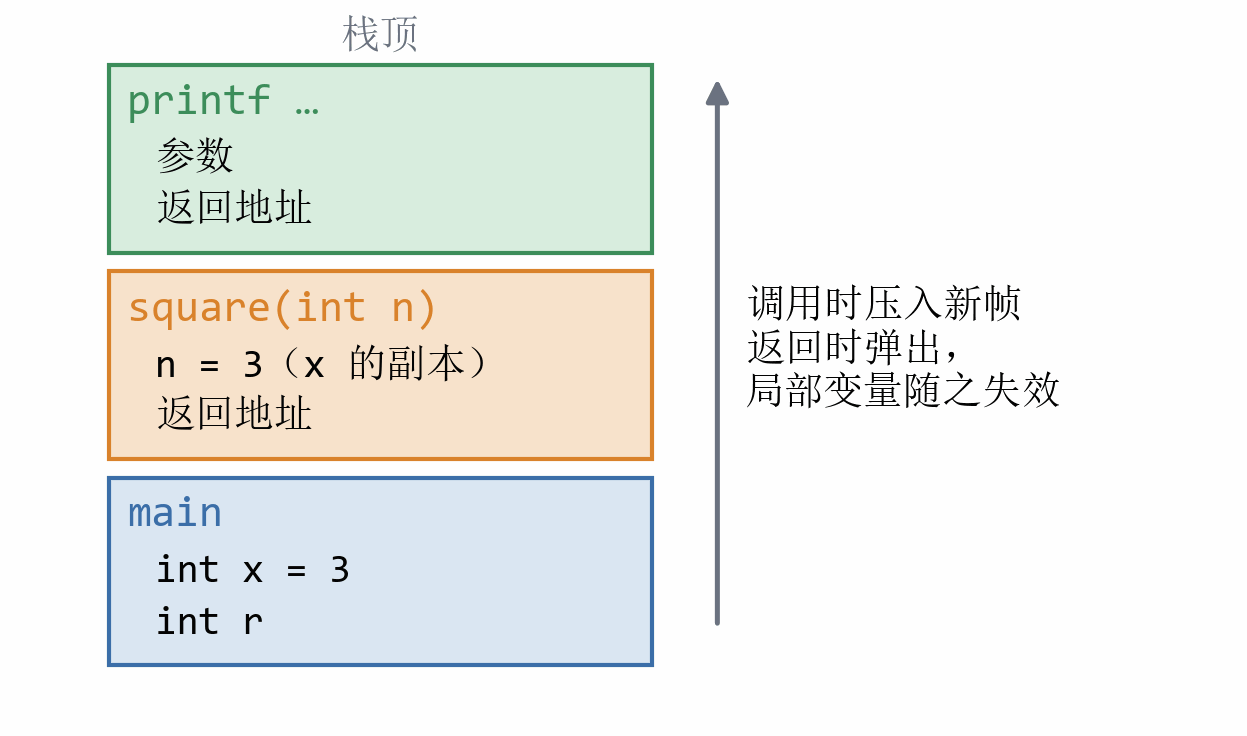 栈顶
printf …
参数
返回地址
square(int n)
n = 3（x 的副本）
返回地址
main
int x = 3
int r
调用时压入新帧
返回时弹出，
局部变量随之失效